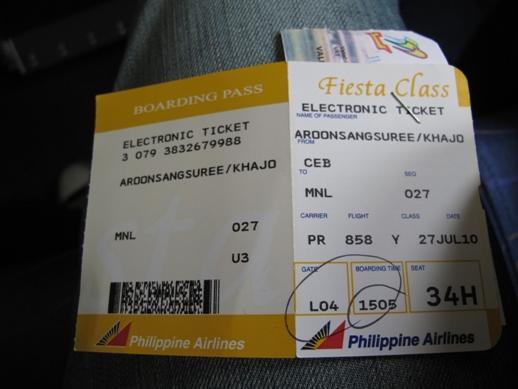 BOARDING PASS
ELECTRONIC TICKET
3 079 3832679988
AROONSANGSUREE/KHAJO
MNL 027
U3
Philippine Airlines
Fiesta Class
ELECTRONIC TICKET
NAME OF PASSENGER
AROONSANGSUREE/KHAJO
FROM
CEB
TO SEQ
MNL 027
CARRIER FLIGHT CLASS DATE
PR 858 Y 27JUL10
GATE BOARDING TIME SEAT
L04 1505 34H
Philippine Airlines